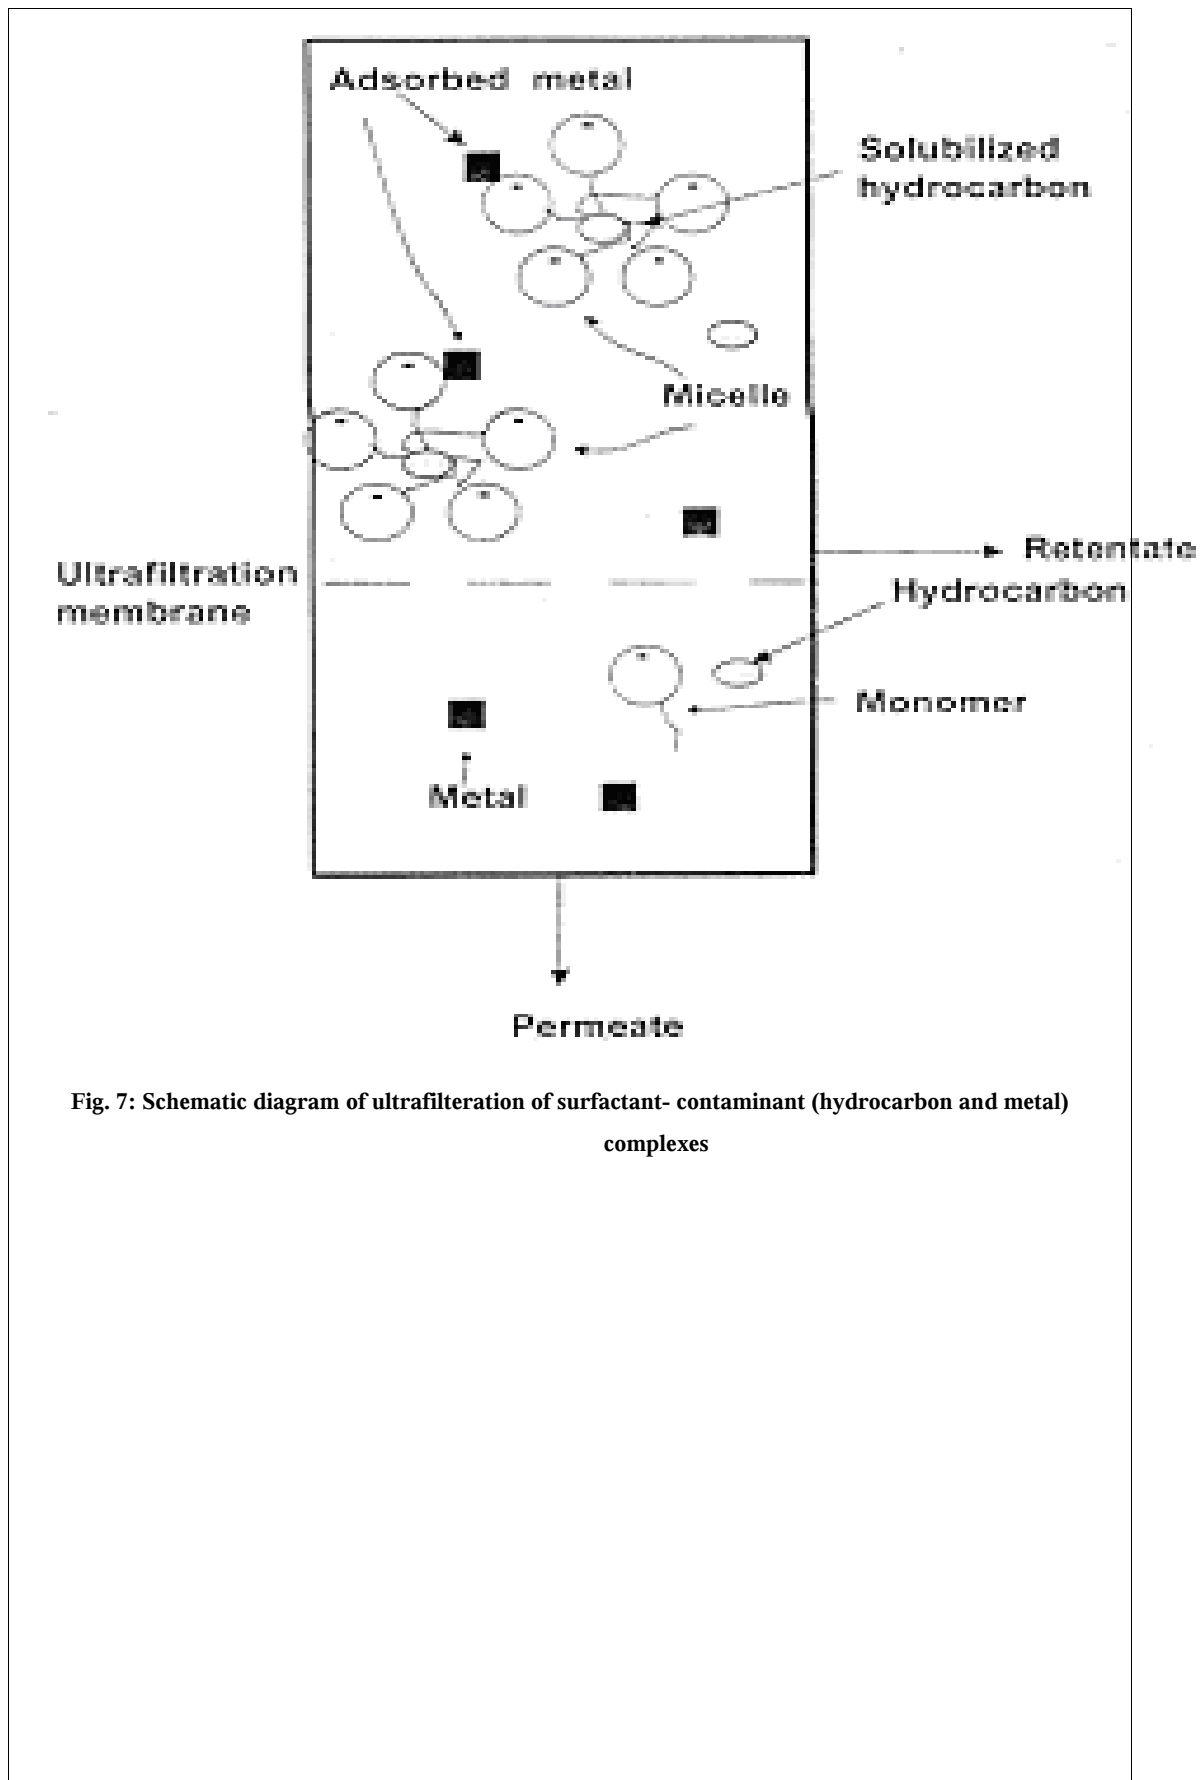 Adsorbed metal
Solubilized
hydrocarbon
Micelle
Retentate
Ultrafiltration
membrane
Hydrocarbon
Monomer
Metal
Permeate
Fig. 7: Schematic diagram of ultrafilteration of surfactant- contaminant (hydrocarbon and metal)
complexes